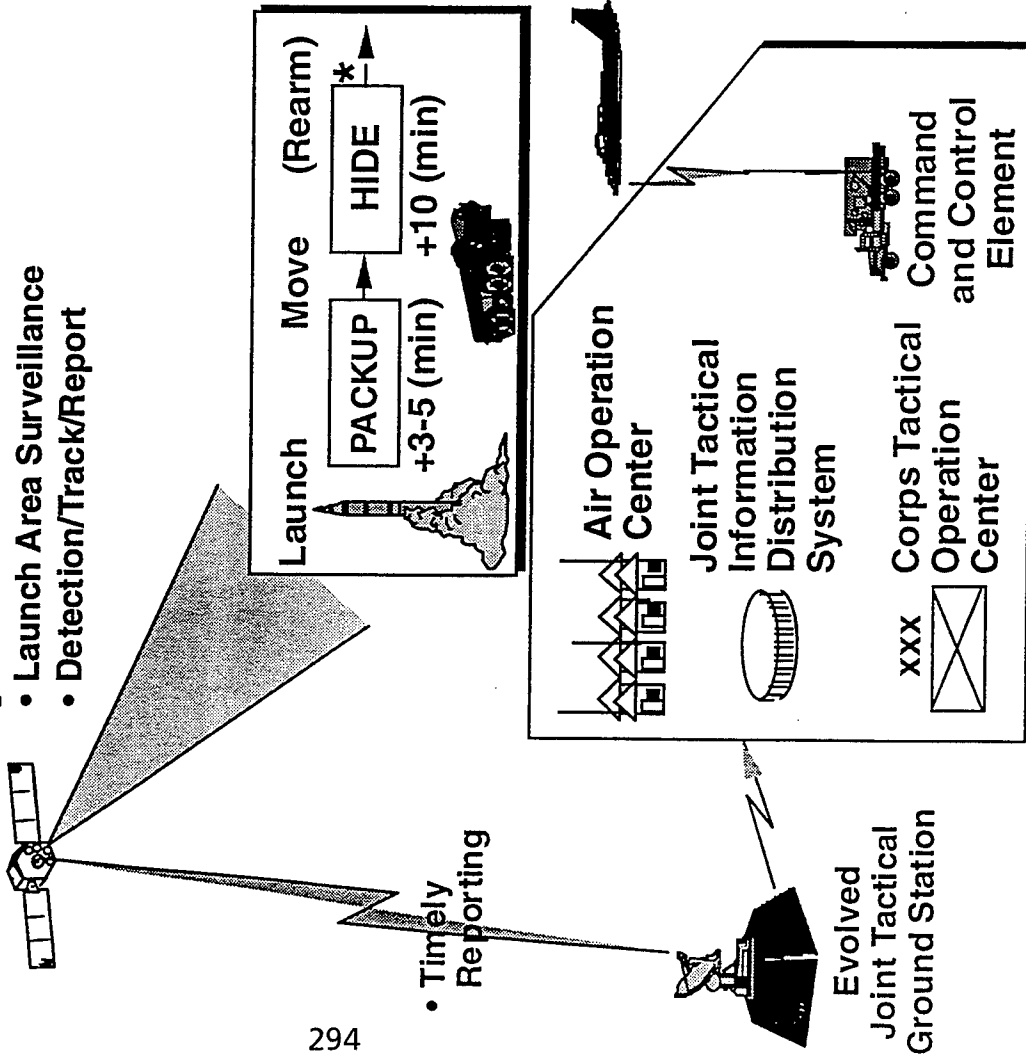 • Launch Area Surveillance
• Detection/Track/Report
Launch Move (Rearm)
PACKUP
HIDE
*
+3-5 (min)
+10 (min)
• Timely
Reporting
Air Operation
Center
Joint Tactical
Information
Distribution
System
XXX
Corps Tactical
Operation
Center
Command
and Control
Element
Evolved
Joint Tactical
Ground Station
294